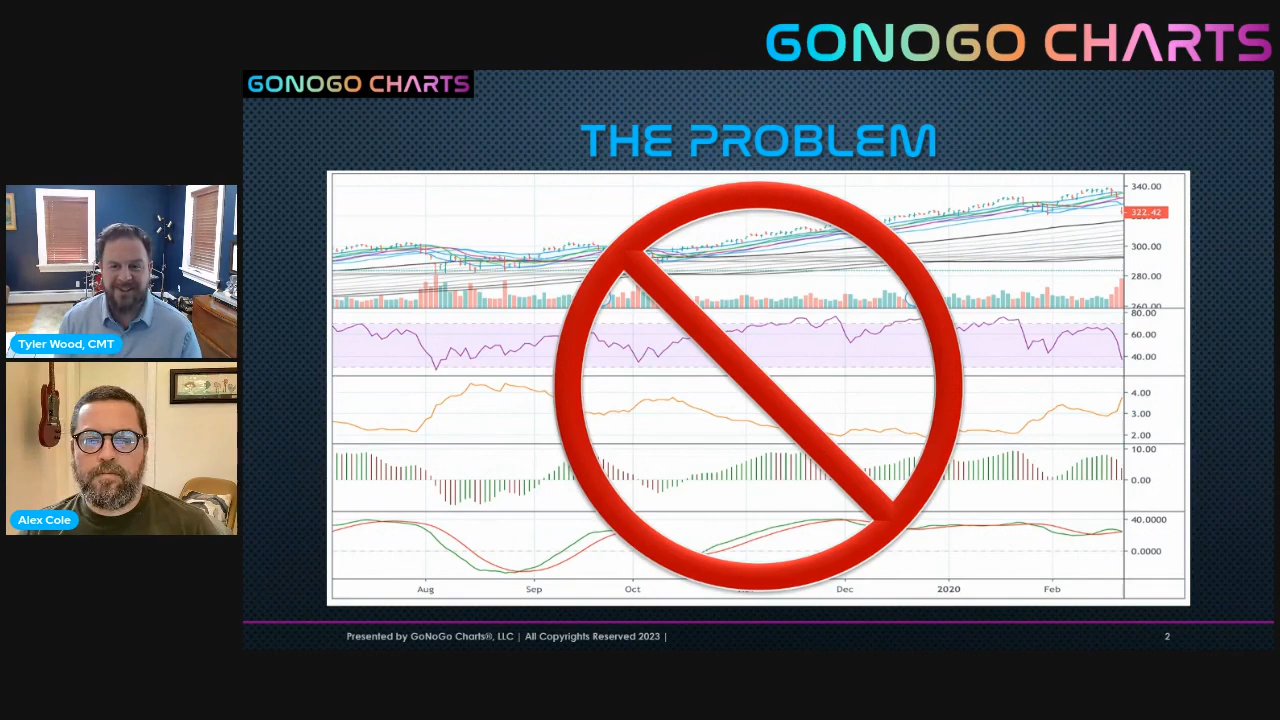 GONOGO CHARTS
GONOGO CHARTS
THE PROBLEM
340.00
322.42
300.00
280.00
260.00
80.00
60.00
40.00
4.00
3.00
2.00
10.00
0.00
40.0000
0.0000
Aug Sep Oct Dec 2020 Feb
Tyler Wood, CMT
Alex Cole
Presented by GoNoGo Charts®, LLC | All Copyrights Reserved 2023 |
2